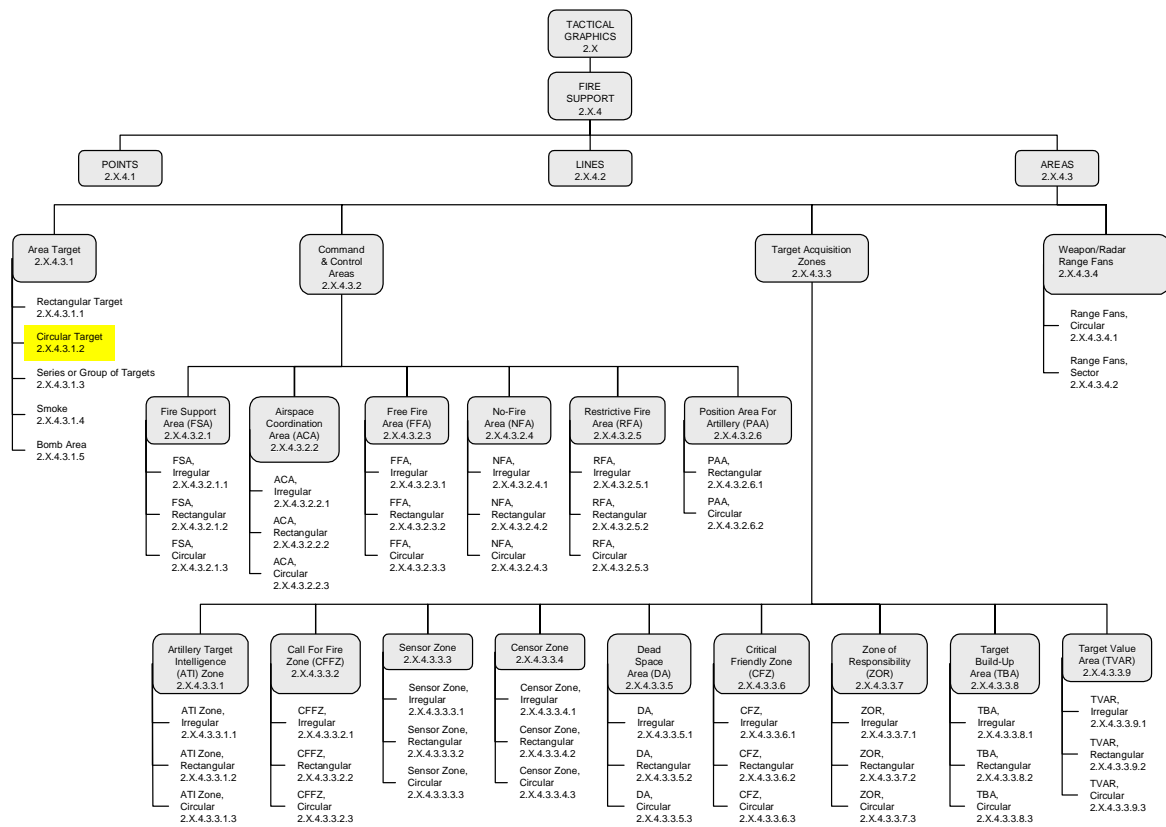 TACTICAL
GRAPHICS
2.X
FIRE
SUPPORT
2.X.4
POINTS
2.X.4.1
LINES
2.X.4.2
AREAS
2.X.4.3
Area Target
2.X.4.3.1
Command
& Control
Areas
2.X.4.3.2
Target Acquisition
Zones
2.X.4.3.3
Weapon/Radar
Range Fans
2.X.4.3.4
Rectangular Target
2.X.4.3.1.1
Circular Target
2.X.4.3.1.2
Series or Group of Targets
2.X.4.3.1.3
Smoke
2.X.4.3.1.4
Bomb Area
2.X.4.3.1.5
Range Fans,
Circular
2.X.4.3.4.1
Range Fans,
Sector
2.X.4.3.4.2
Fire Support
Area (FSA)
2.X.4.3.2.1
FSA,
Irregular
2.X.4.3.2.1.1
FSA,
Rectangular
2.X.4.3.2.1.2
FSA,
Circular
2.X.4.3.2.1.3
Airspace
Coordination
Area (ACA)
2.X.4.3.2.2
ACA,
Irregular
2.X.4.3.2.2.1
ACA,
Rectangular
2.X.4.3.2.2.2
ACA,
Circular
2.X.4.3.2.2.3
Free Fire
Area (FFA)
2.X.4.3.2.3
FFA,
Irregular
2.X.4.3.2.3.1
FFA,
Rectangular
2.X.4.3.2.3.2
FFA,
Circular
2.X.4.3.2.3.3
No-Fire
Area (NFA)
2.X.4.3.2.4
NFA,
Irregular
2.X.4.3.2.4.1
NFA,
Rectangular
2.X.4.3.2.4.2
NFA,
Circular
2.X.4.3.2.4.3
Restrictive Fire
Area (RFA)
2.X.4.3.2.5
RFA,
Irregular
2.X.4.3.2.5.1
RFA,
Rectangular
2.X.4.3.2.5.2
RFA,
Circular
2.X.4.3.2.5.3
Position Area For
Artillery (PAA)
2.X.4.3.2.6
PAA,
Rectangular
2.X.4.3.2.6.1
PAA,
Circular
2.X.4.3.2.6.2
Artillery Target
Intelligence
(ATI) Zone
2.X.4.3.3.1
ATI Zone,
Irregular
2.X.4.3.3.1.1
ATI Zone,
Rectangular
2.X.4.3.3.1.2
ATI Zone,
Circular
2.X.4.3.3.1.3
Call For Fire
Zone (CFFZ)
2.X.4.3.3.2
CFFZ,
Irregular
2.X.4.3.3.2.1
CFFZ,
Rectangular
2.X.4.3.3.2.2
CFFZ,
Circular
2.X.4.3.3.2.3
Sensor Zone
2.X.4.3.3.3
Sensor Zone,
Irregular
2.X.4.3.3.3.1
Sensor Zone,
Rectangular
2.X.4.3.3.3.2
Sensor Zone,
Circular
2.X.4.3.3.3.3
Censor Zone
2.X.4.3.3.4
Censor Zone,
Irregular
2.X.4.3.3.4.1
Censor Zone,
Rectangular
2.X.4.3.3.4.2
Censor Zone,
Circular
2.X.4.3.3.4.3
Dead
Space
Area (DA)
2.X.4.3.3.5
DA,
Irregular
2.X.4.3.3.5.1
DA,
Rectangular
2.X.4.3.3.5.2
DA,
Circular
2.X.4.3.3.5.3
Critical
Friendly Zone
(CFZ)
2.X.4.3.3.6
CFZ,
Irregular
2.X.4.3.3.6.1
CFZ,
Rectangular
2.X.4.3.3.6.2
CFZ,
Circular
2.X.4.3.3.6.3
Zone of
Responsibility
(ZOR)
2.X.4.3.3.7
ZOR,
Irregular
2.X.4.3.3.7.1
ZOR,
Rectangular
2.X.4.3.3.7.2
ZOR,
Circular
2.X.4.3.3.7.3
Target
Build-Up
Area (TBA)
2.X.4.3.3.8
TBA,
Irregular
2.X.4.3.3.8.1
TBA,
Rectangular
2.X.4.3.3.8.2
TBA,
Circular
2.X.4.3.3.8.3
Target Value
Area (TVAR)
2.X.4.3.3.9
TVAR,
Irregular
2.X.4.3.3.9.1
TVAR,
Rectangular
2.X.4.3.3.9.2
TVAR,
Circular
2.X.4.3.3.9.3